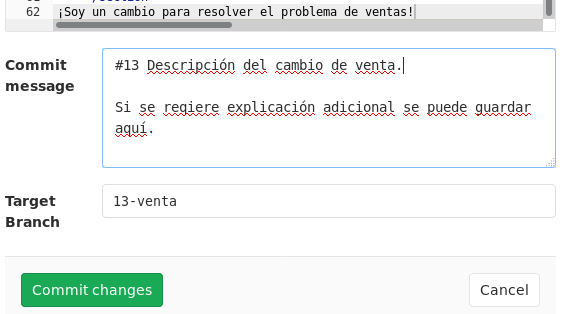 62 ¡Soy un cambio para resolver el problema de ventas!
Commit message
#13 Descripción del cambio de venta.
Si se reqiere explicación adicional se puede guardar
aquí.
Target Branch
13-venta
Commit changes
Cancel